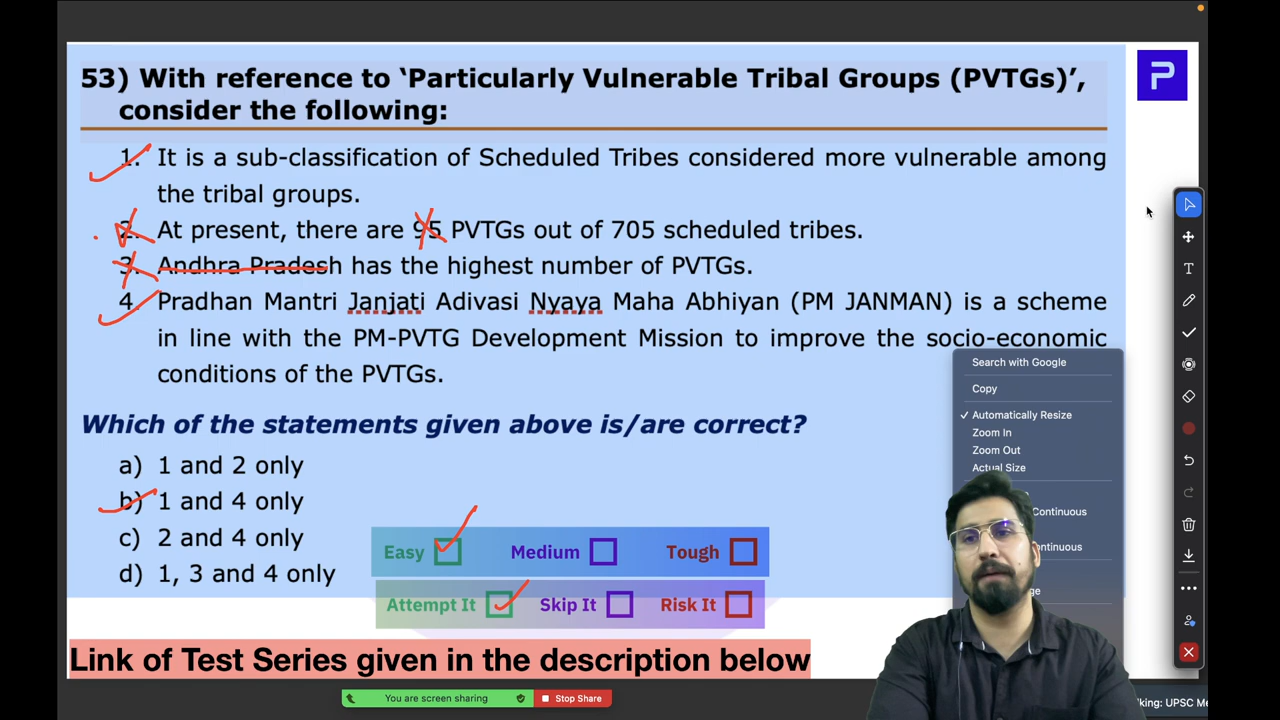 53) With reference to ‘Particularly Vulnerable Tribal Groups (PVTGs)’,
consider the following:
P
1. It is a sub-classification of Scheduled Tribes considered more vulnerable among
the tribal groups.
2. At present, there are 95 PVTGs out of 705 scheduled tribes.
3. Andhra Pradesh has the highest number of PVTGs.
4. Pradhan Mantri Janjati Adivasi Nyaya Maha Abhiyan (PM JANMAN) is a scheme
in line with the PM-PVTG Development Mission to improve the socio-economic
conditions of the PVTGs.
Which of the statements given above is/are correct?
a) 1 and 2 only
b) 1 and 4 only
c) 2 and 4 only
d) 1, 3 and 4 only
Easy Medium Tough
Attempt It Skip It Risk It
Link of Test Series given in the description below
Search with Google
Copy
Automatically Resize
Zoom In
Zoom Out
Actual Size
Continuous
ontinuous
ge
T
You are screen sharing Stop Share
king: UPSC Me